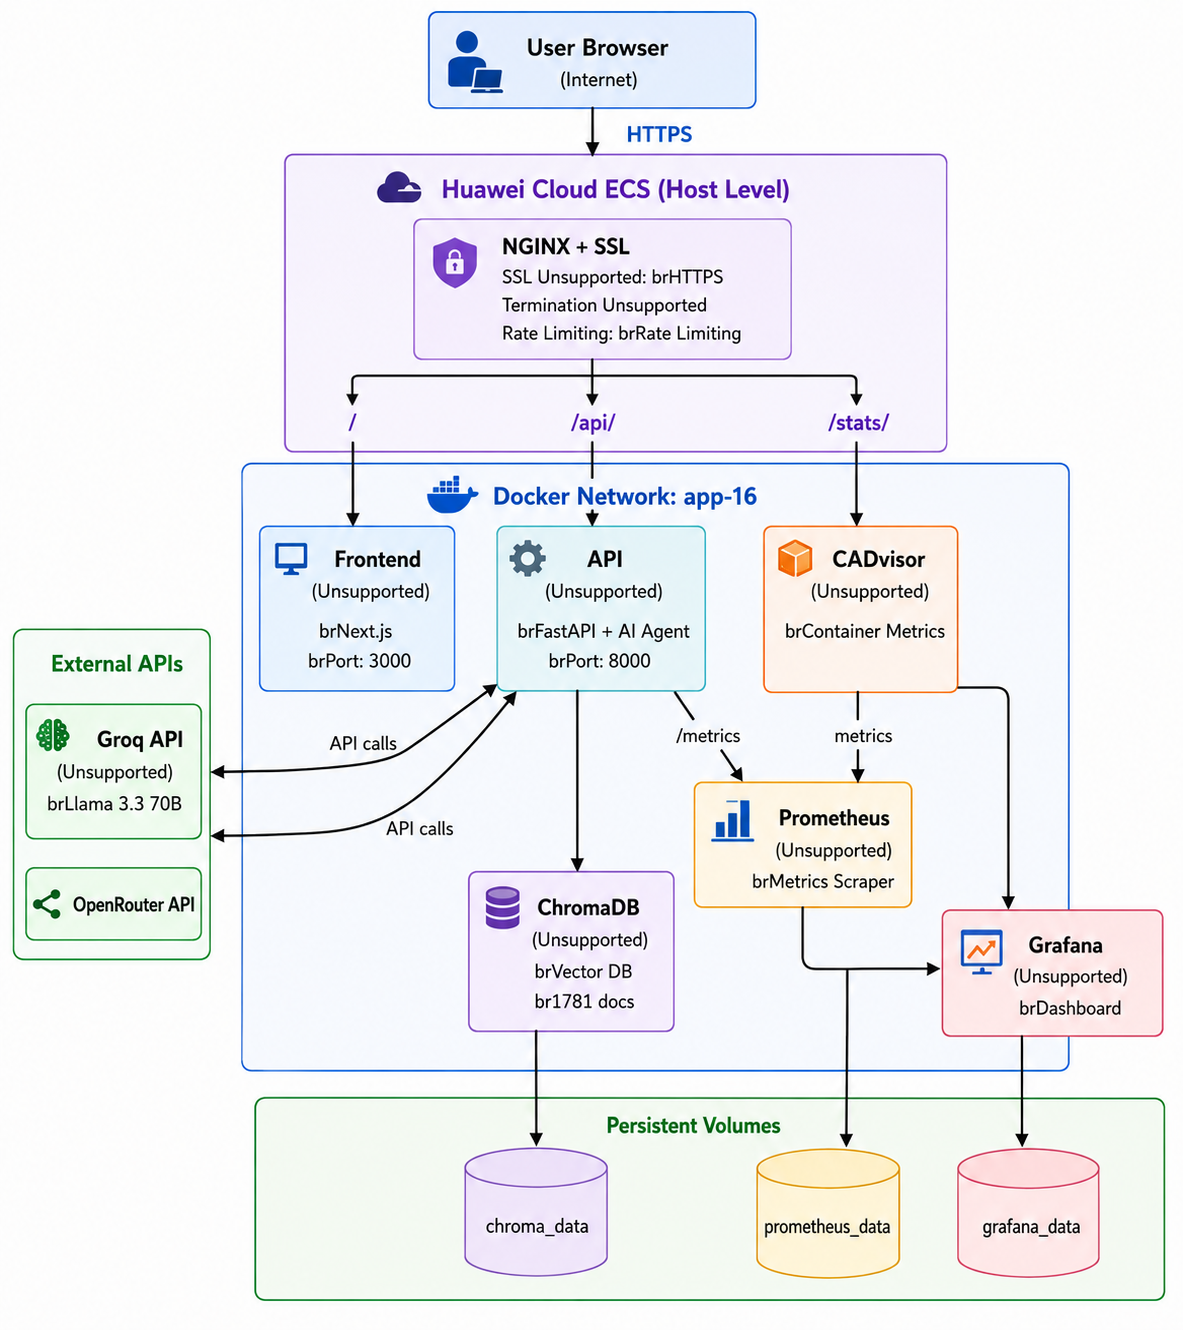 User Browser
(Internet)
HTTPS
Huawei Cloud ECS (Host Level)
NGINX + SSL
SSL Unsupported: brHTTPS
Termination Unsupported
Rate Limiting: brRate Limiting
/
/api/
/stats/
Docker Network: app-16
Frontend
(Unsupported)
brNext.js
brPort: 3000
API
(Unsupported)
brFastAPI + AI Agent
brPort: 8000
CADvisor
(Unsupported)
brContainer Metrics
External APIs
Groq API
(Unsupported)
brLlama 3.3 70B
OpenRouter API
API calls
API calls
/metrics
metrics
Prometheus
(Unsupported)
brMetrics Scraper
ChromaDB
(Unsupported)
brVector DB
br1781 docs
Grafana
(Unsupported)
brDashboard
Persistent Volumes
chroma_data
prometheus_data
grafana_data